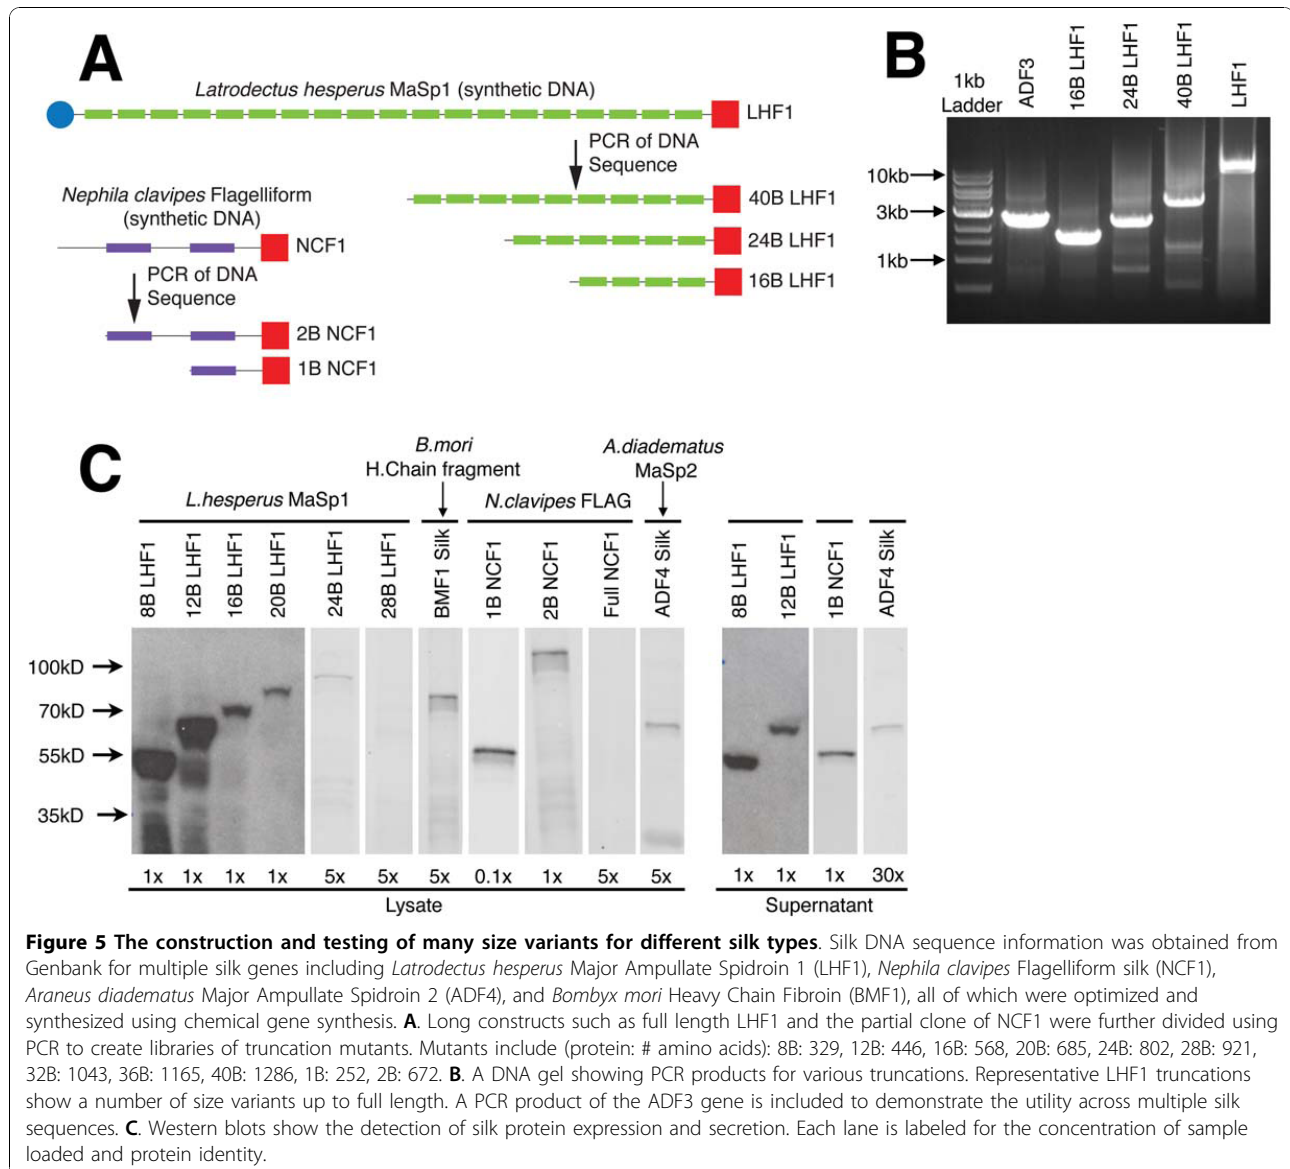 A
Latrodectus hesperus MaSp1 (synthetic DNA)
LHF1
PCR of DNA
Sequence
Nephila clavipes Flagelliform
(synthetic DNA)
NCF1
PCR of DNA
Sequence
2B NCF1
1B NCF1
40B LHF1
24B LHF1
16B LHF1
B
1kb
Ladder
ADF3
16B LHF1
24B LHF1
40B LHF1
LHF1
10kb
3kb
1kb
C
L.hesperus MaSp1
B.mori
H.Chain fragment
N.clavipes FLAG
A.diadematus
MaSp2
8B LHF1
12B LHF1
16B LHF1
20B LHF1
24B LHF1
28B LHF1
BMF1 Silk
1B NCF1
2B NCF1
Full NCF1
ADF4 Silk
8B LHF1
12B LHF1
1B NCF1
ADF4 Silk
100kD
70kD
55kD
35kD
1x 1x 1x 1x 5x 5x 5x 0.1x 1x 5x 5x
Lysate
1x 1x 1x 30x
Supernatant
Figure 5 The construction and testing of many size variants for different silk types. Silk DNA sequence information was obtained from
Genbank for multiple silk genes including Latrodectus hesperus Major Ampullate Spidroin 1 (LHF1), Nephila clavipes Flagelliform silk (NCF1),
Araneus diadematus Major Ampullate Spidroin 2 (ADF4), and Bombyx mori Heavy Chain Fibroin (BMF1), all of which were optimized and
synthesized using chemical gene synthesis. A. Long constructs such as full length LHF1 and the partial clone of NCF1 were further divided using
PCR to create libraries of truncation mutants. Mutants include (protein: # amino acids): 8B: 329, 12B: 446, 16B: 568, 20B: 685, 24B: 802, 28B: 921,
32B: 1043, 36B: 1165, 40B: 1286, 1B: 252, 2B: 672. B. A DNA gel showing PCR products for various truncations. Representative LHF1 truncations
show a number of size variants up to full length. A PCR product of the ADF3 gene is included to demonstrate the utility across multiple silk
sequences. C. Western blots show the detection of silk protein expression and secretion. Each lane is labeled for the concentration of sample
loaded and protein identity.